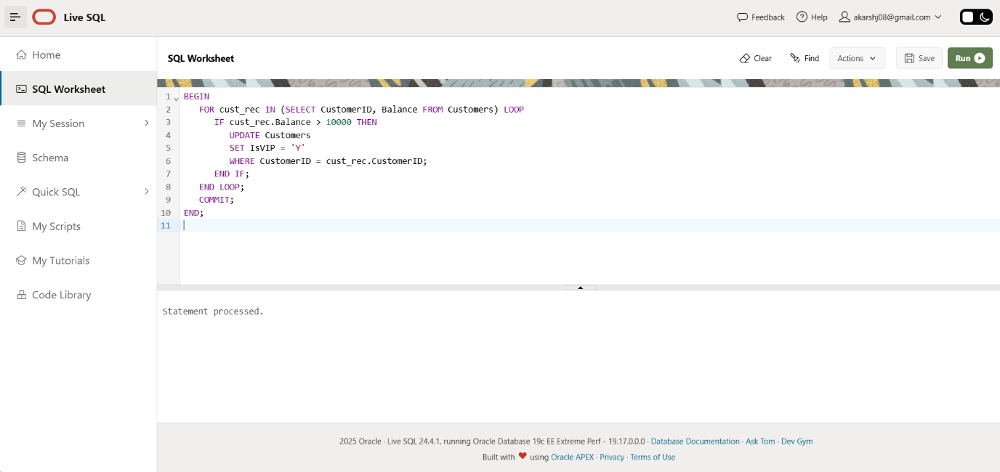 Live SQL
Feedback
Help
akarshj08@gmail.com
Home
SQL Worksheet
My Session
Schema
Quick SQL
My Scripts
My Tutorials
Code Library
SQL Worksheet
Clear
Find
Actions
Save
Run
1 BEGIN
2    FOR cust_rec IN (SELECT CustomerID, Balance FROM Customers) LOOP
3       IF cust_rec.Balance > 10000 THEN
4          UPDATE Customers
5          SET IsVIP = 'Y'
6          WHERE CustomerID = cust_rec.CustomerID;
7       END IF;
8    END LOOP;
9    COMMIT;
10 END;
11
Statement processed.
2025 Oracle · Live SQL 24.4.1, running Oracle Database 19c EE Extreme Perf - 19.17.0.0.0 · Database Documentation · Ask Tom · Dev Gym
Built with ❤ using Oracle APEX · Privacy · Terms of Use